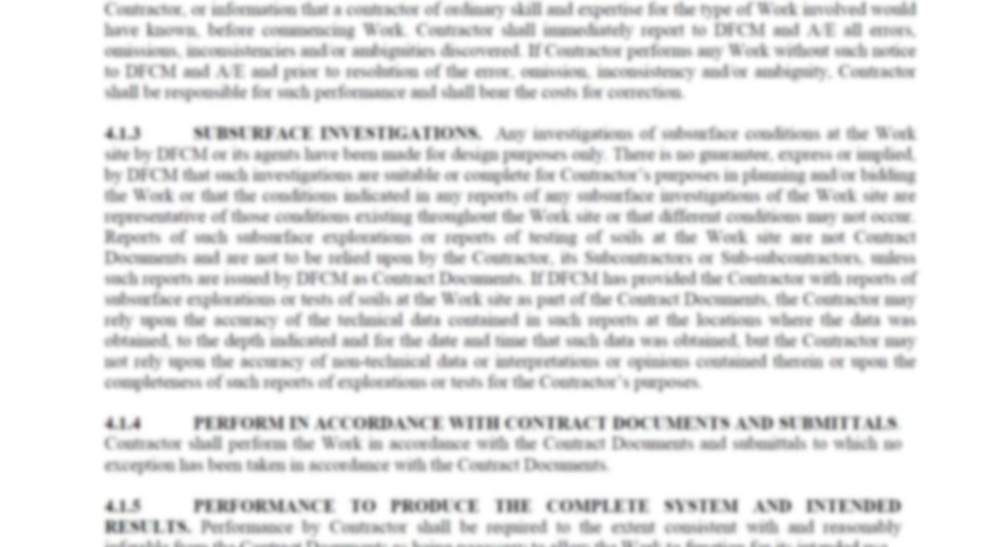 Contractor, or information that a contractor of ordinary skill and expertise for the type of Work involved would
have known, before commencing Work. Contractor shall immediately report to DFCM and A/E all errors,
omissions, inconsistencies and/or ambiguities discovered. If Contractor performs any Work without such notice
to DFCM and A/E and prior to resolution of the error, omission, inconsistency and/or ambiguity, Contractor
shall be responsible for such performance and shall bear the costs for correction.
4.1.3 SUBSURFACE INVESTIGATIONS. Any investigations of subsurface conditions at the Work
site by DFCM or its agents have been made for design purposes only. There is no guarantee, express or implied,
by DFCM that such investigations are suitable or complete for Contractor's purposes in planning and/or bidding
the Work or that the conditions indicated in any reports of any subsurface investigations of the Work site are
representative of those conditions existing throughout the Work site or that different conditions may not occur.
Reports of such subsurface explorations or reports of testing of soils at the Work site are not Contract
Documents and are not to be relied upon by the Contractor, its Subcontractors or Sub-subcontractors, unless
such reports are issued by DFCM as Contract Documents. If DFCM has provided the Contractor with reports of
subsurface explorations or tests of soils at the Work site as part of the Contract Documents, the Contractor may
rely upon the accuracy of the technical data contained in such reports at the locations where the data was
obtained, to the depth indicated and for the date and time that such data was obtained, but the Contractor may
not rely upon the accuracy of non-technical data or interpretations or opinions contained therein or upon the
completeness of such reports of explorations or tests for the Contractor's purposes.
4.1.4 PERFORM IN ACCORDANCE WITH CONTRACT DOCUMENTS AND SUBMITTALS.
Contractor shall perform the Work in accordance with the Contract Documents and submittals to which no
exception has been taken in accordance with the Contract Documents.
4.1.5 PERFORMANCE TO PRODUCE THE COMPLETE SYSTEM AND INTENDED
RESULTS. Performance by Contractor shall be required to the extent consistent with and reasonably
inferable from the Contract Documents as being necessary to allow the Work to function for its intended use.